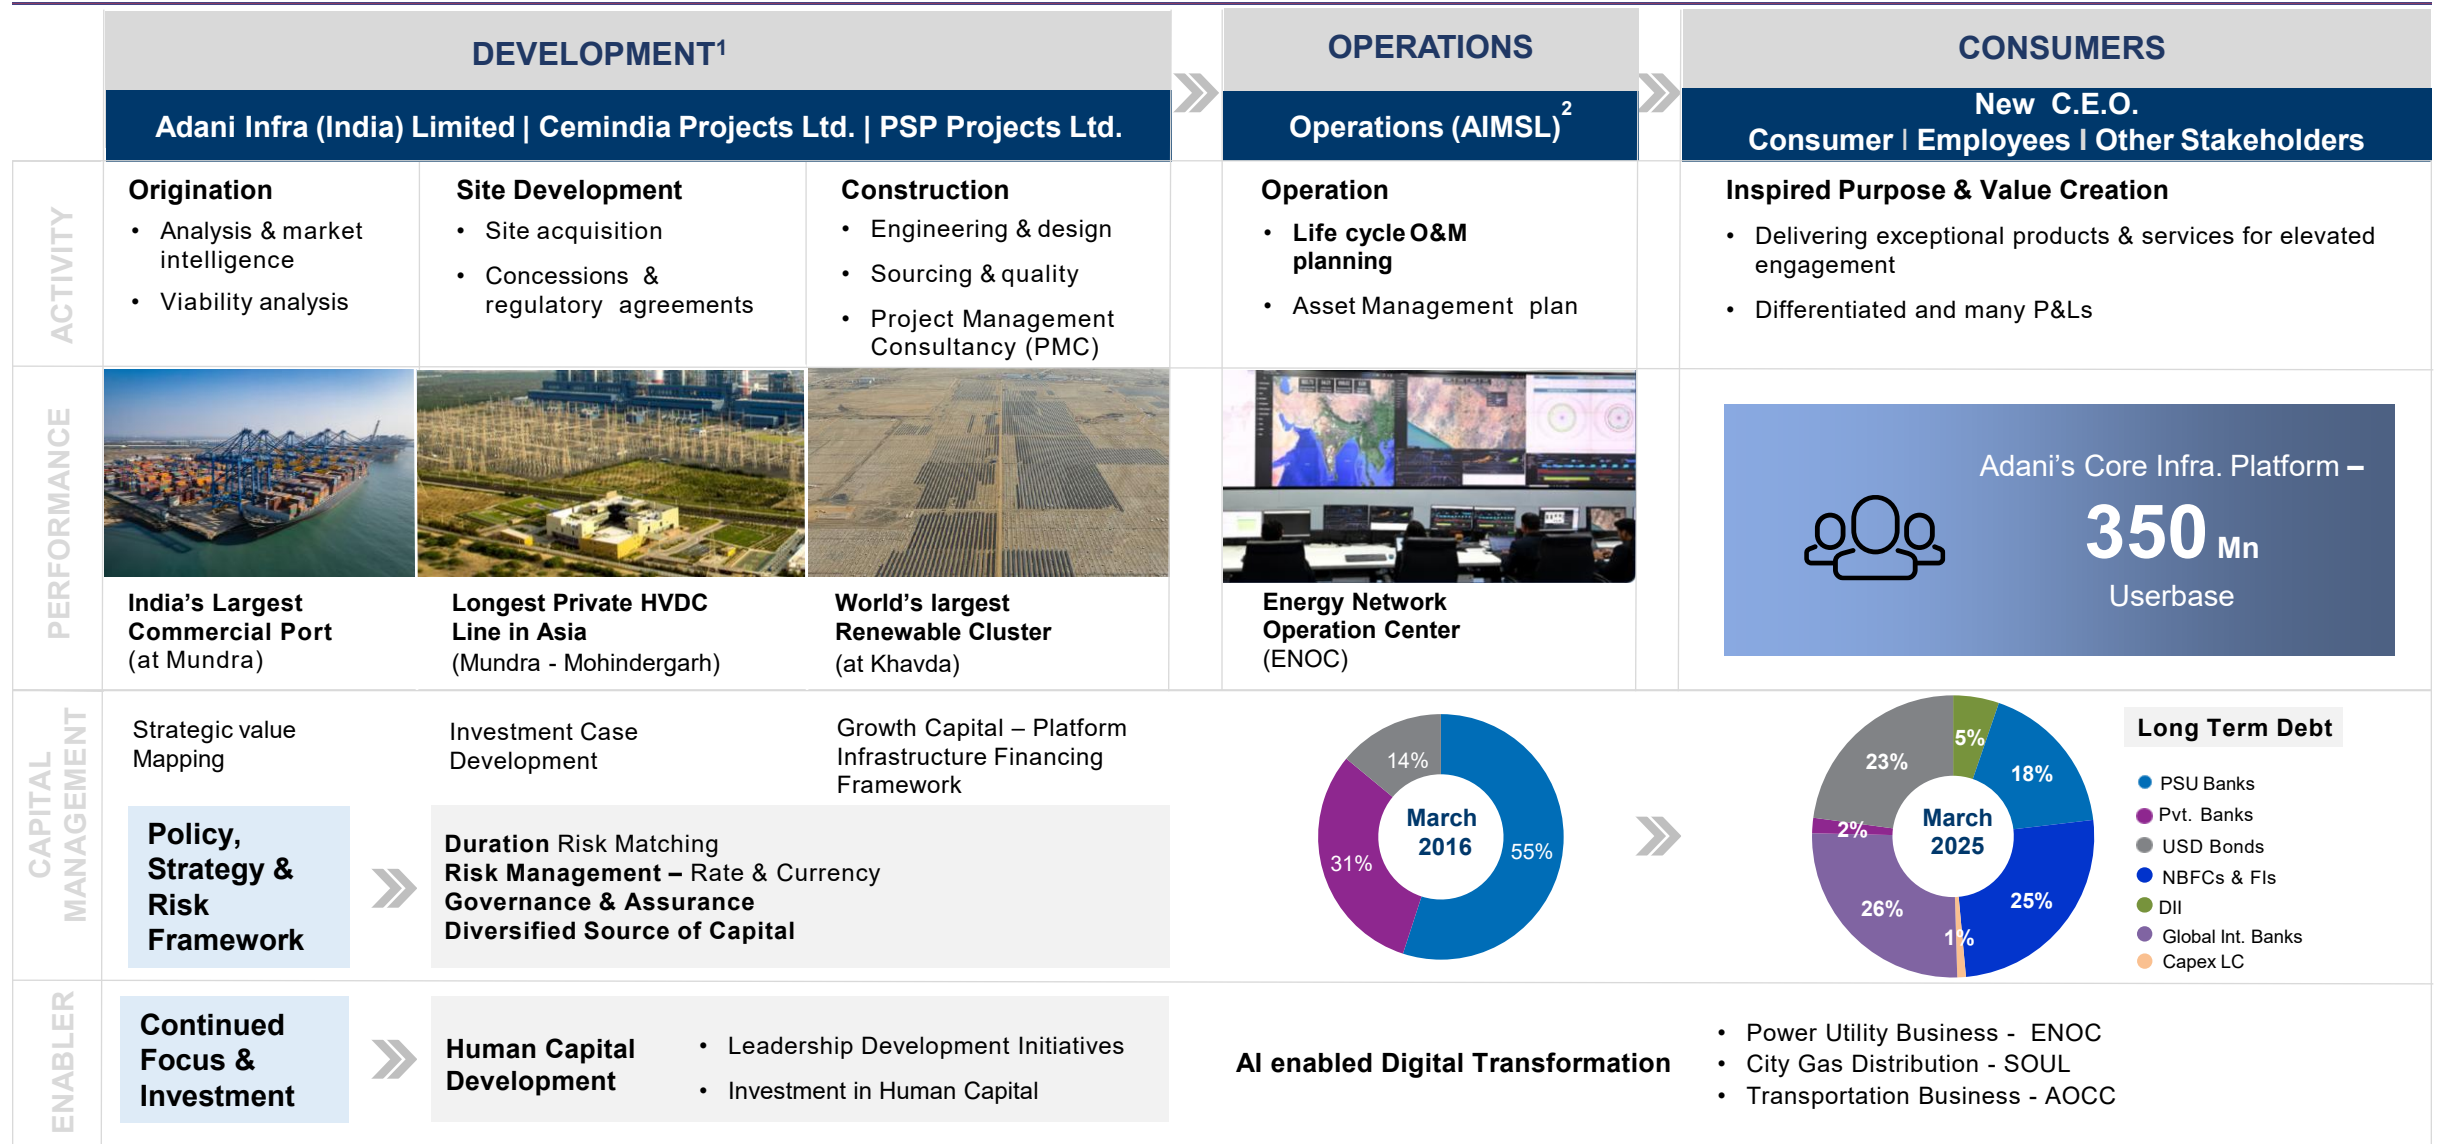 DEVELOPMENT¹
OPERATIONS
CONSUMERS
Adani Infra (India) Limited | Cemindia Projects Ltd. | PSP Projects Ltd.
Operations (AIMSL)²
New C.E.O.
Consumer | Employees | Other Stakeholders
ACTIVITY
Origination
• Analysis & market
intelligence
• Viability analysis
Site Development
• Site acquisition
• Concessions &
regulatory agreements
Construction
• Engineering & design
• Sourcing & quality
• Project Management
Consultancy (PMC)
Operation
• Life cycle O&M
planning
• Asset Management plan
Inspired Purpose & Value Creation
• Delivering exceptional products & services for elevated
engagement
• Differentiated and many P&Ls
PERFORMANCE
India's Largest
Commercial Port
(at Mundra)
Longest Private HVDC
Line in Asia
(Mundra - Mohindergarh)
World's largest
Renewable Cluster
(at Khavda)
Energy Network
Operation Center
(ENOC)
Adani's Core Infra. Platform –
350 Mn
Userbase
CAPITAL
MANAGEMENT
Strategic value
Mapping
Investment Case
Development
Growth Capital – Platform
Infrastructure Financing
Framework
Policy,
Strategy &
Risk
Framework
Duration Risk Matching
Risk Management – Rate & Currency
Governance & Assurance
Diversified Source of Capital
14%
31%
55%
March
2016
5%
18%
23%
2%
26%
1%
25%
March
2025
Long Term Debt
PSU Banks
Pvt. Banks
USD Bonds
NBFCs & FIs
DII
Global Int. Banks
Capex LC
ENABLER
Continued
Focus &
Investment
Human Capital
Development
• Leadership Development Initiatives
• Investment in Human Capital
AI enabled Digital Transformation
• Power Utility Business - ENOC
• City Gas Distribution - SOUL
• Transportation Business - AOCC